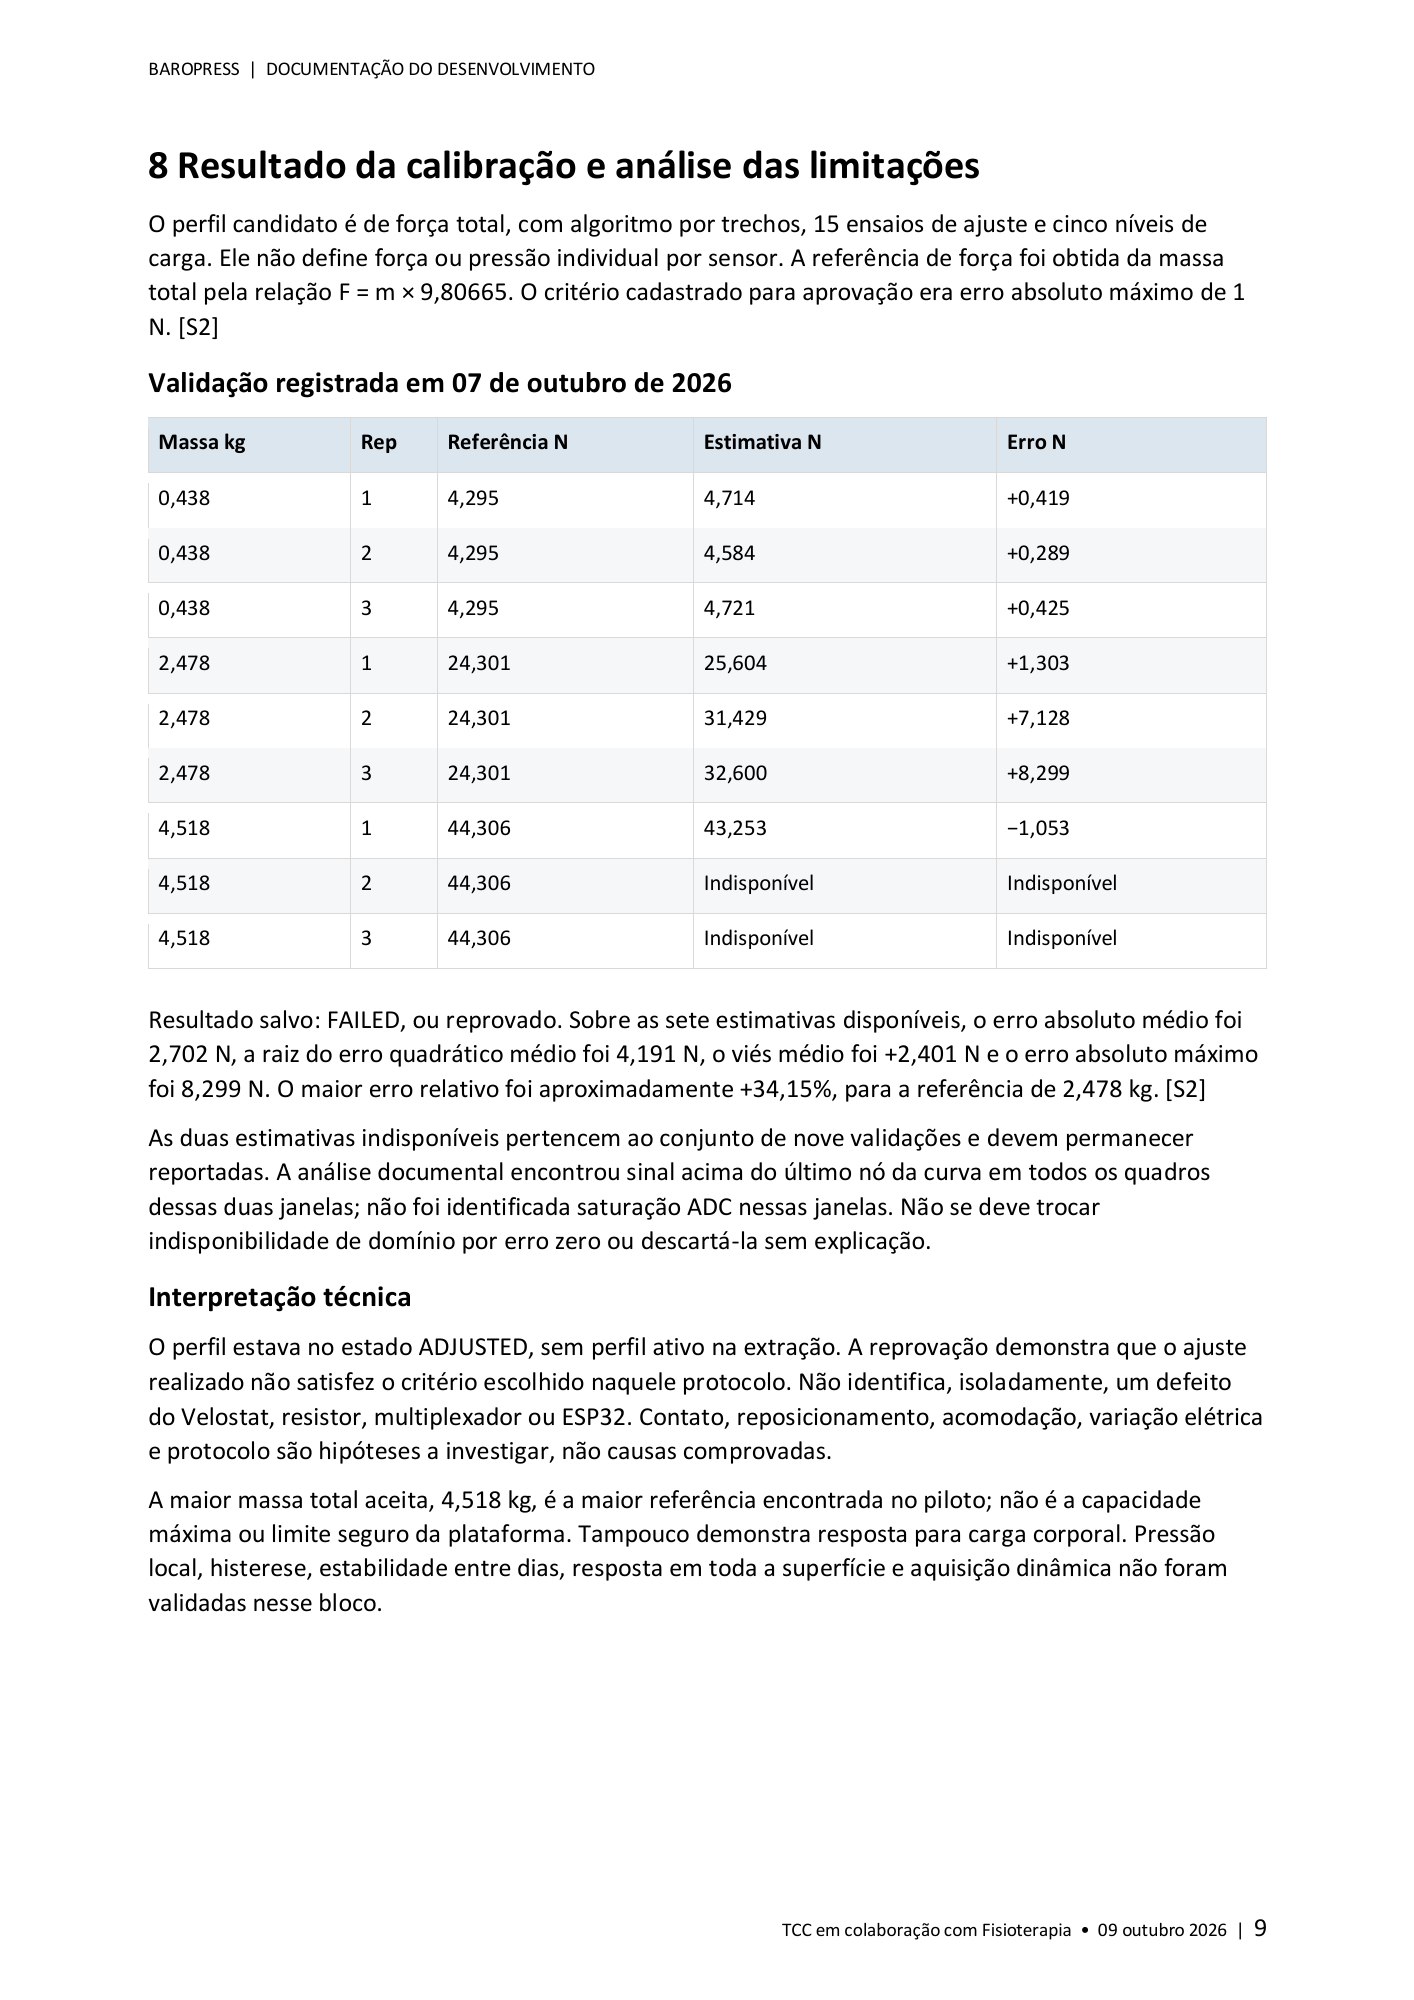 BAROPRESS | DOCUMENTAÇÃO DO DESENVOLVIMENTO
8 Resultado da calibração e análise das limitações
O perfil candidato é de força total, com algoritmo por trechos, 15 ensaios de ajuste e cinco níveis de
carga. Ele não define força ou pressão individual por sensor. A referência de força foi obtida da massa
total pela relação F = m × 9,80665. O critério cadastrado para aprovação era erro absoluto máximo de 1
N. [S2]
Validação registrada em 07 de outubro de 2026
Massa kg Rep Referência N Estimativa N Erro N
0,438 1 4,295 4,714 +0,419
0,438 2 4,295 4,584 +0,289
0,438 3 4,295 4,721 +0,425
2,478 1 24,301 25,604 +1,303
2,478 2 24,301 31,429 +7,128
2,478 3 24,301 32,600 +8,299
4,518 1 44,306 43,253 −1,053
4,518 2 44,306 Indisponível Indisponível
4,518 3 44,306 Indisponível Indisponível
Resultado salvo: FAILED, ou reprovado. Sobre as sete estimativas disponíveis, o erro absoluto médio foi
2,702 N, a raiz do erro quadrático médio foi 4,191 N, o viés médio foi +2,401 N e o erro absoluto máximo
foi 8,299 N. O maior erro relativo foi aproximadamente +34,15%, para a referência de 2,478 kg. [S2]
As duas estimativas indisponíveis pertencem ao conjunto de nove validações e devem permanecer
reportadas. A análise documental encontrou sinal acima do último nó da curva em todos os quadros
dessas duas janelas; não foi identificada saturação ADC nessas janelas. Não se deve trocar
indisponibilidade de domínio por erro zero ou descartá-la sem explicação.
Interpretação técnica
O perfil estava no estado ADJUSTED, sem perfil ativo na extração. A reprovação demonstra que o ajuste
realizado não satisfez o critério escolhido naquele protocolo. Não identifica, isoladamente, um defeito
do Velostat, resistor, multiplexador ou ESP32. Contato, reposicionamento, acomodação, variação elétrica
e protocolo são hipóteses a investigar, não causas comprovadas.
A maior massa total aceita, 4,518 kg, é a maior referência encontrada no piloto; não é a capacidade
máxima ou limite seguro da plataforma. Tampouco demonstra resposta para carga corporal. Pressão
local, histerese, estabilidade entre dias, resposta em toda a superfície e aquisição dinâmica não foram
validadas nesse bloco.
TCC em colaboração com Fisioterapia • 09 outubro 2026 | 9